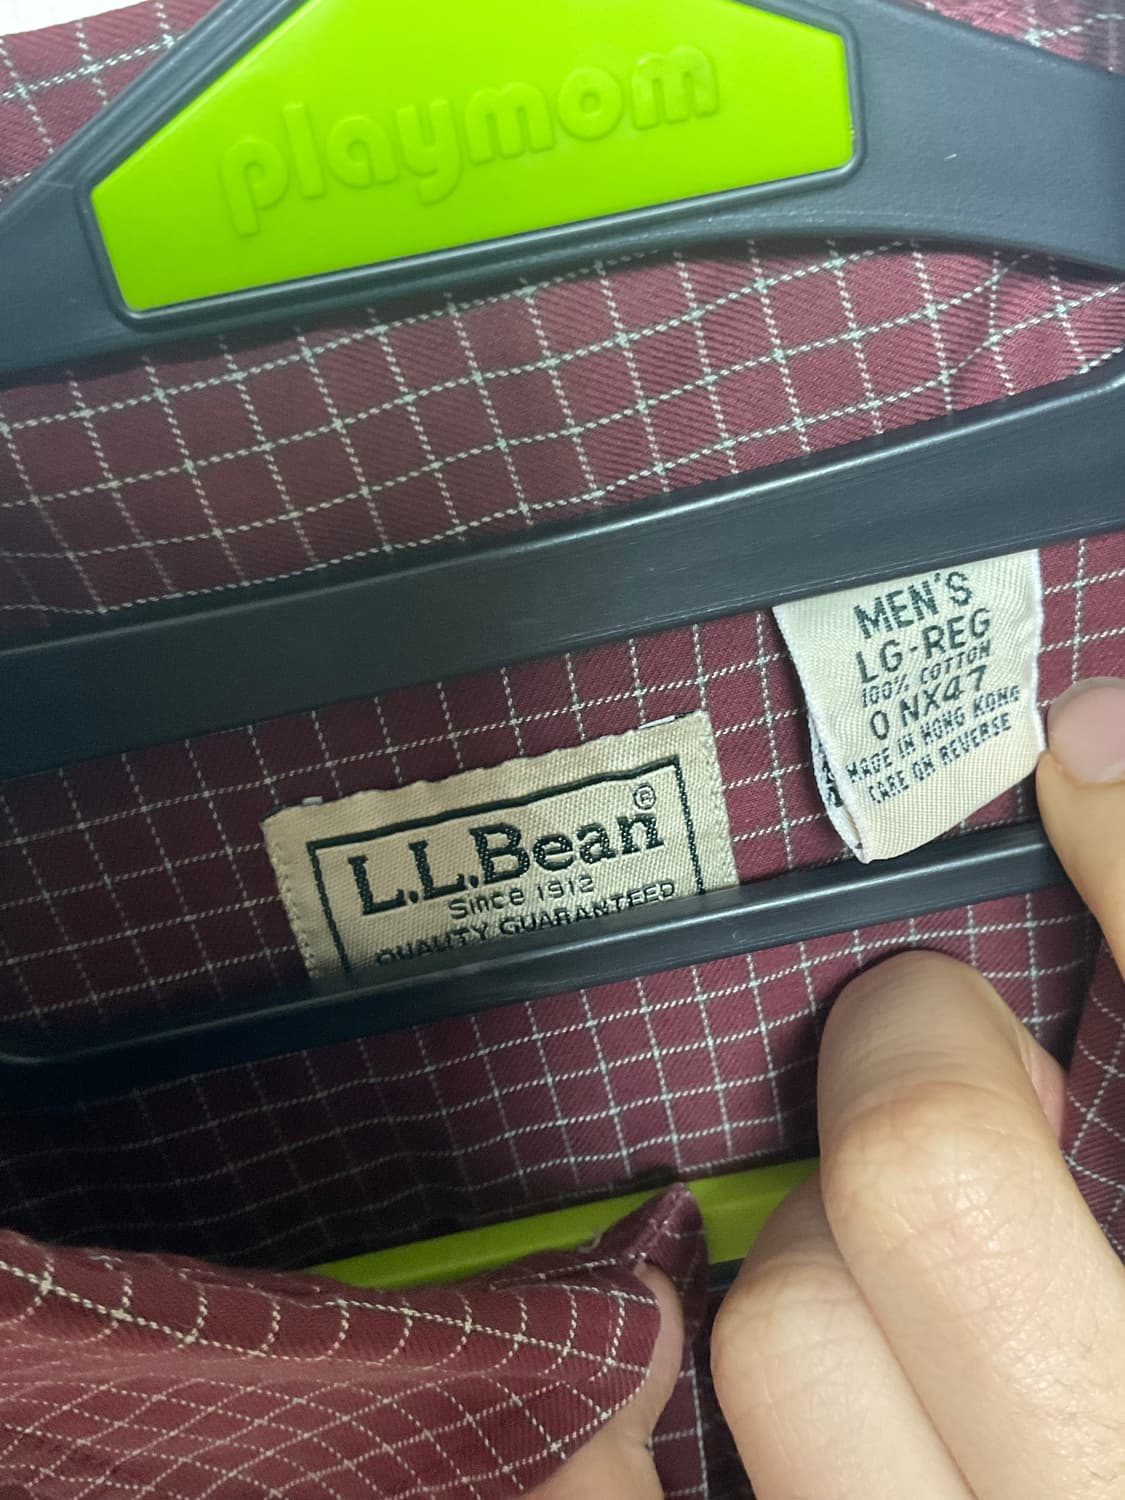 playmom
MEN'S
LG-REG
100% COTTON
0 NX47
MADE IN HONG KONG
CARE ON REVERSE
L.L.Bean®
Since 1912
QUALITY GUARANTEED